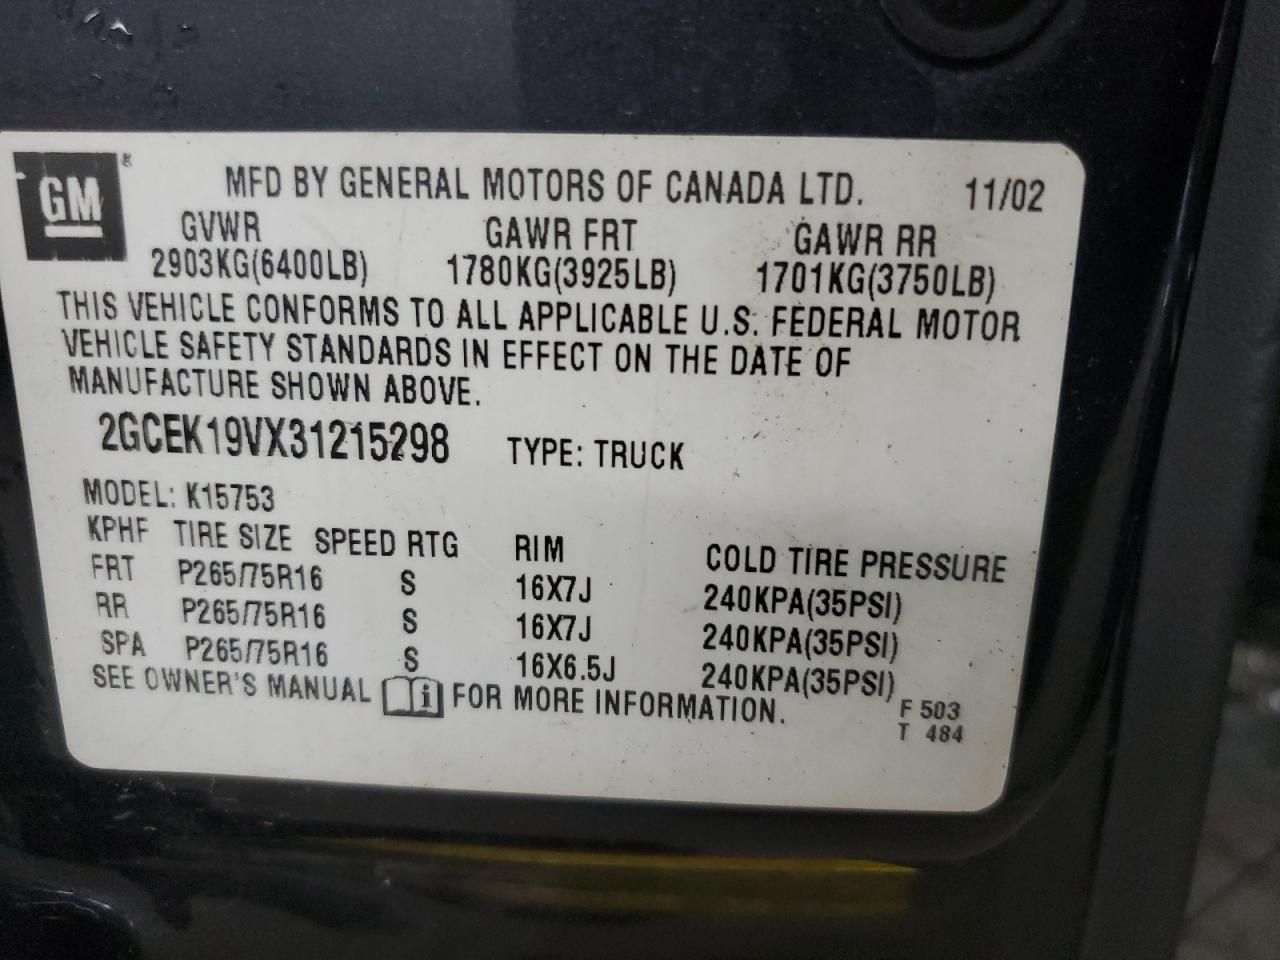 GM® MFD BY GENERAL MOTORS OF CANADA LTD. 11/02
GVWR GAWR FRT GAWR RR
2903KG(6400LB) 1780KG(3925LB) 1701KG(3750LB)
THIS VEHICLE CONFORMS TO ALL APPLICABLE U.S. FEDERAL MOTOR
VEHICLE SAFETY STANDARDS IN EFFECT ON THE DATE OF
MANUFACTURE SHOWN ABOVE.
2GCEK19VX31215298 TYPE: TRUCK
MODEL: K15753
KPHF TIRE SIZE SPEED RTG RIM COLD TIRE PRESSURE
FRT P265/75R16 S 16X7J 240KPA(35PSI)
RR P265/75R16 S 16X7J 240KPA(35PSI)
SPA P265/75R16 S 16X6.5J 240KPA(35PSI)
SEE OWNER'S MANUAL i FOR MORE INFORMATION. F 503
T 484